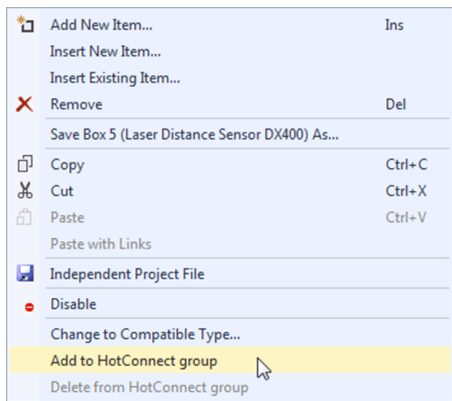 Add New Item... Ins
Insert New Item...
Insert Existing Item...
Remove Del
Save Box 5 (Laser Distance Sensor DX400) As...
Copy Ctrl+C
Cut Ctrl+X
Paste Ctrl+V
Paste with Links
Independent Project File
Disable
Change to Compatible Type...
Add to HotConnect group
Delete from HotConnect group